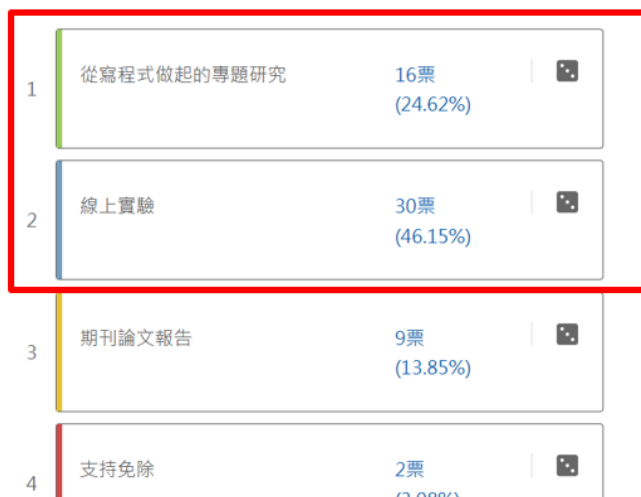 1
從寫程式做起的專題研究
16票
(24.62%)
2
線上實驗
30票
(46.15%)
3
期刊論文報告
9票
(13.85%)
4
支持免除
2票